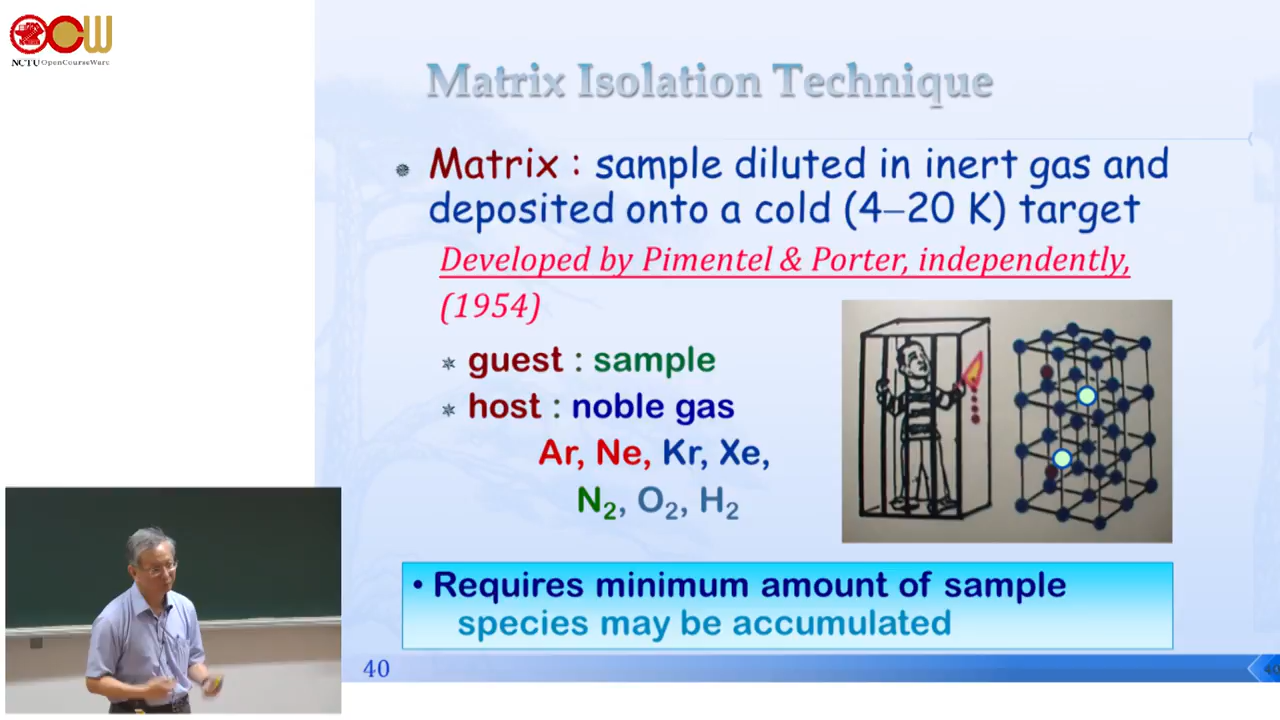 NCTU OpenCourseWare
Matrix Isolation Technique
Matrix : sample diluted in inert gas and
deposited onto a cold (4–20 K) target
Developed by Pimentel & Porter, independently,
(1954)
guest : sample
host : noble gas
Ar, Ne, Kr, Xe,
N₂, O₂, H₂
• Requires minimum amount of sample
species may be accumulated
40
40